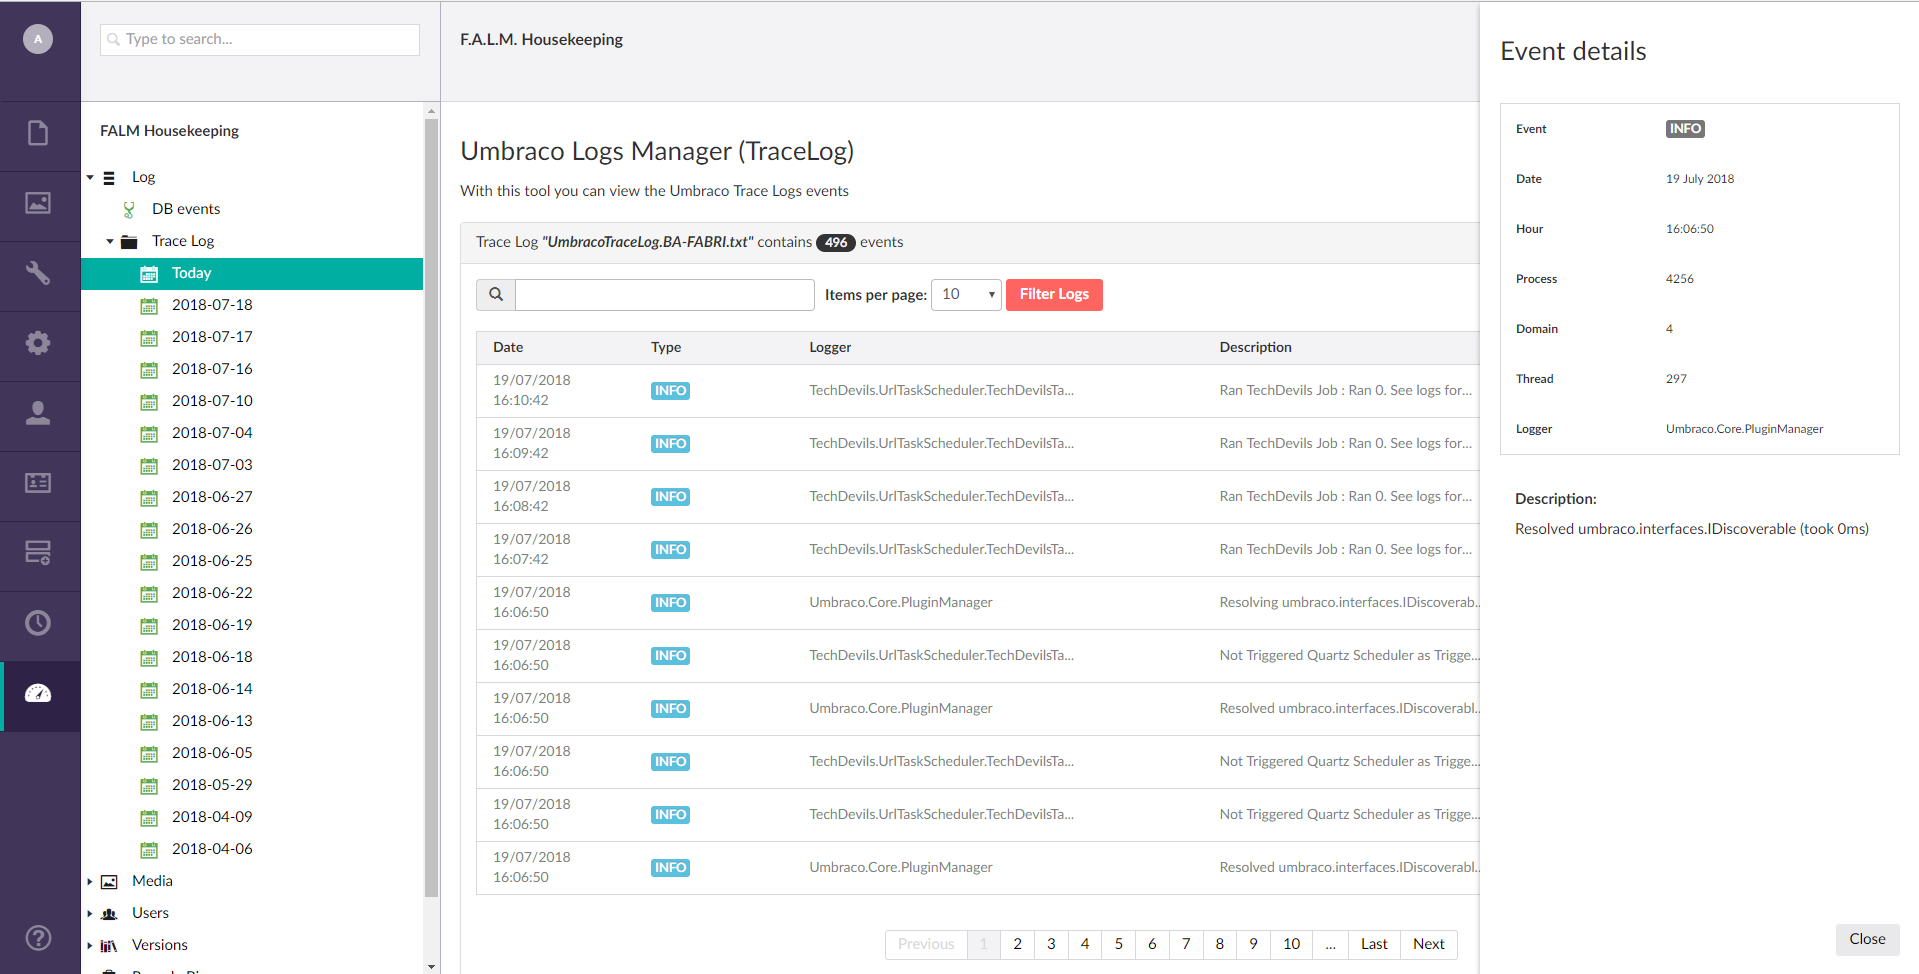 A
Type to search...
FALM Housekeeping
Log
DB events
Trace Log
Today
2018-07-18
2018-07-17
2018-07-16
2018-07-10
2018-07-04
2018-07-03
2018-06-27
2018-06-26
2018-06-25
2018-06-22
2018-06-19
2018-06-18
2018-06-14
2018-06-13
2018-06-05
2018-05-29
2018-04-09
2018-04-06
Media
Users
Versions
F.A.L.M. Housekeeping
Umbraco Logs Manager (TraceLog)
With this tool you can view the Umbraco Trace Logs events
Trace Log "UmbracoTraceLog.BA-FABRI.txt" contains 496 events
Items per page: 10 Filter Logs
Date Type Logger Description
19/07/2018
16:10:42 INFO TechDevils.UrlTaskScheduler.TechDevilsTa... Ran TechDevils Job : Ran 0. See logs for...
19/07/2018
16:09:42 INFO TechDevils.UrlTaskScheduler.TechDevilsTa... Ran TechDevils Job : Ran 0. See logs for...
19/07/2018
16:08:42 INFO TechDevils.UrlTaskScheduler.TechDevilsTa... Ran TechDevils Job : Ran 0. See logs for...
19/07/2018
16:07:42 INFO TechDevils.UrlTaskScheduler.TechDevilsTa... Ran TechDevils Job : Ran 0. See logs for...
19/07/2018
16:06:50 INFO Umbraco.Core.PluginManager Resolving umbraco.interfaces.IDiscoverab..
19/07/2018
16:06:50 INFO TechDevils.UrlTaskScheduler.TechDevilsTa... Not Triggered Quartz Scheduler as Trigge...
19/07/2018
16:06:50 INFO Umbraco.Core.PluginManager Resolved umbraco.interfaces.IDiscoverabl..
19/07/2018
16:06:50 INFO TechDevils.UrlTaskScheduler.TechDevilsTa... Not Triggered Quartz Scheduler as Trigge...
19/07/2018
16:06:50 INFO TechDevils.UrlTaskScheduler.TechDevilsTa... Not Triggered Quartz Scheduler as Trigge...
19/07/2018
16:06:50 INFO Umbraco.Core.PluginManager Resolved umbraco.interfaces.IDiscoverabl..
Previous 1 2 3 4 5 6 7 8 9 10 ... Last Next
Event details
Event INFO
Date 19 July 2018
Hour 16:06:50
Process 4256
Domain 4
Thread 297
Logger Umbraco.Core.PluginManager
Description:
Resolved umbraco.interfaces.IDiscoverable (took 0ms)
Close